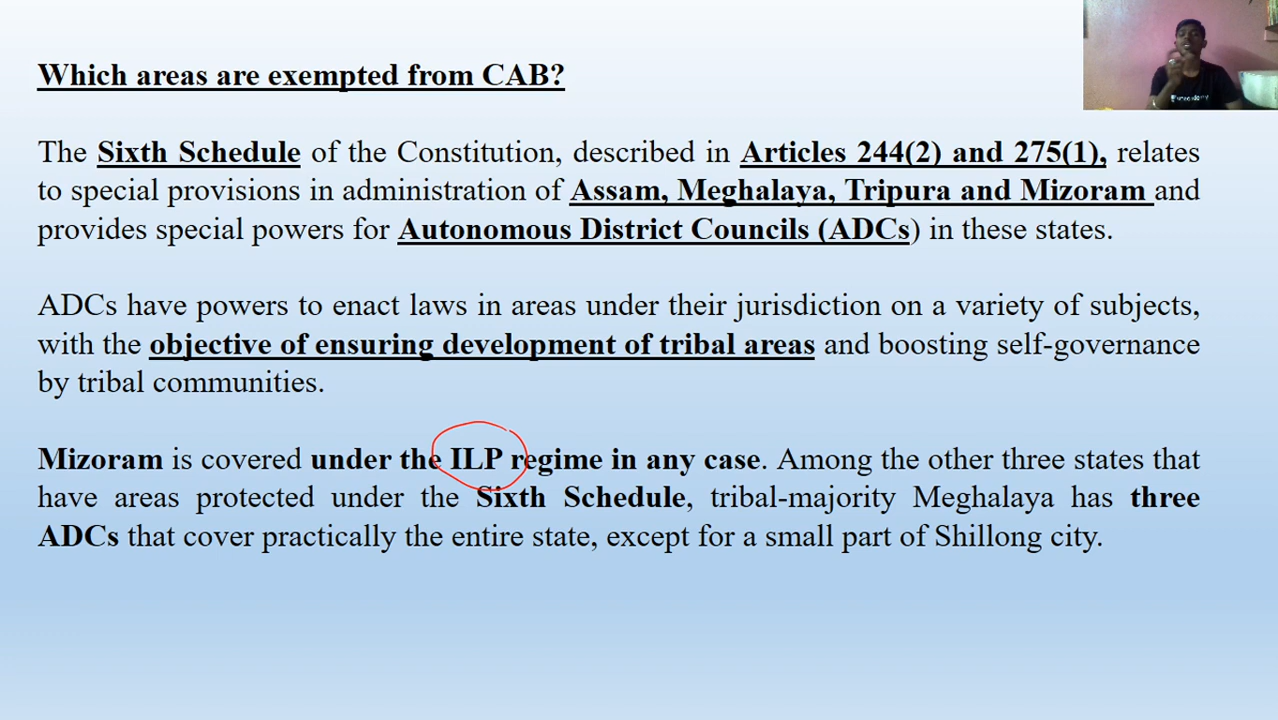 Which areas are exempted from CAB?
The Sixth Schedule of the Constitution, described in Articles 244(2) and 275(1), relates
to special provisions in administration of Assam, Meghalaya, Tripura and Mizoram and
provides special powers for Autonomous District Councils (ADCs) in these states.
ADCs have powers to enact laws in areas under their jurisdiction on a variety of subjects,
with the objective of ensuring development of tribal areas and boosting self-governance
by tribal communities.
Mizoram is covered under the ILP regime in any case. Among the other three states that
have areas protected under the Sixth Schedule, tribal-majority Meghalaya has three
ADCs that cover practically the entire state, except for a small part of Shillong city.